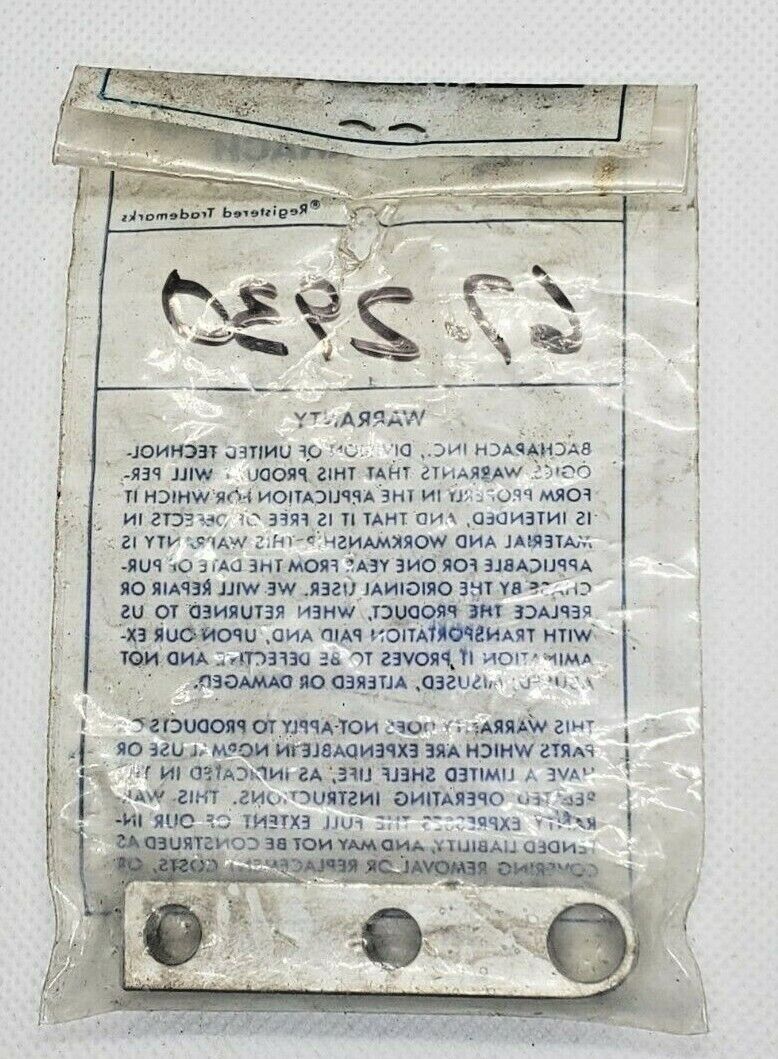 ®Registered Trademarks
67-2930
WARRANTY
BACHARACH INC., DIVISION OF UNITED TECHNOL-
OGIES WARRANTS THAT THIS PRODUCT WILL PER-
FORM PROPERLY IN THE APPLICATION FOR WHICH IT
IS INTENDED, AND THAT IT IS FREE OF DEFECTS IN
MATERIAL AND WORKMANSHIP. THIS WARRANTY IS
APPLICABLE FOR ONE YEAR FROM THE DATE OF PUR-
CHASE BY THE ORIGINAL USER. WE WILL REPAIR OR
REPLACE THE PRODUCT, WHEN RETURNED TO US
WITH TRANSPORTATION PAID AND, UPON OUR EX-
AMINATION IT PROVES TO BE DEFECTIVE AND NOT
ABUSED, MISUSED, ALTERED OR DAMAGED.
THIS WARRANTY DOES NOT APPLY TO PRODUCTS OR
PARTS WHICH ARE EXPENDABLE IN NORMAL USE OR
HAVE A LIMITED SHELF LIFE, AS INDICATED IN THE
RELATED OPERATING INSTRUCTIONS. THIS WAR-
RANTY EXPRESSES THE FULL EXTENT OF OUR IN-
TENDED LIABILITY, AND MAY NOT BE CONSTRUED AS
COVERING REMOVAL OR REPLACEMENT COSTS, OR